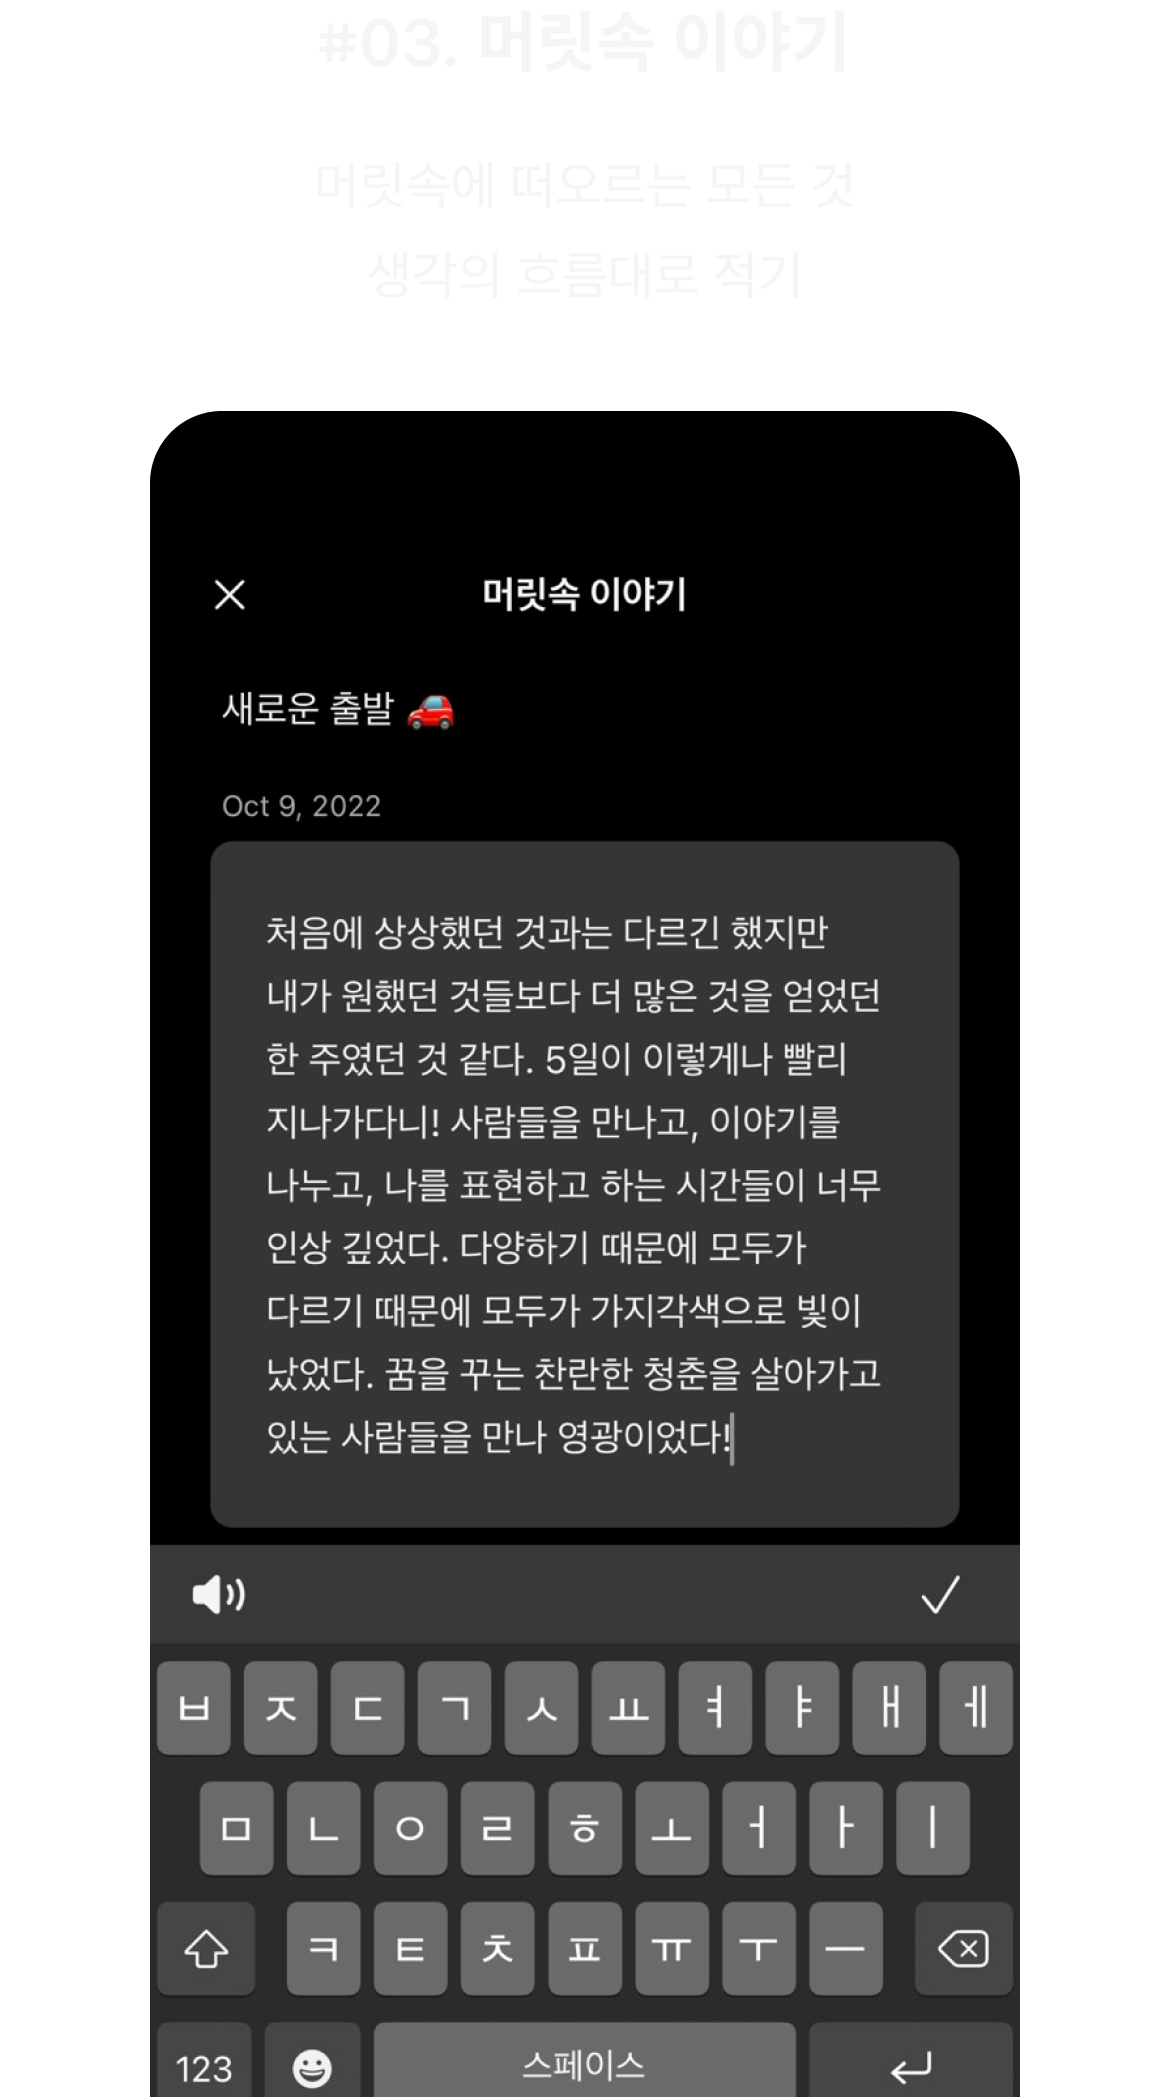 #03. 머릿속 이야기
머릿속에 떠오르는 모든 것
생각의 흐름대로 적기
머릿속 이야기
새로운 출발 🚗
Oct 9, 2022
처음에 상상했던 것과는 다르긴 했지만
내가 원했던 것들보다 더 많은 것을 얻었던
한 주였던 것 같다. 5일이 이렇게나 빨리
지나가다니! 사람들을 만나고, 이야기를
나누고, 나를 표현하고 하는 시간들이 너무
인상 깊었다. 다양하기 때문에 모두가
다르기 때문에 모두가 가지각색으로 빛이
났었다. 꿈을 꾸는 찬란한 청춘을 살아가고
있는 사람들을 만나 영광이었다!
ㅂ ㅈ ㄷ ㄱ ㅅ ㅛ ㅕ ㅑ ㅐ ㅔ
ㅁ ㄴ ㅇ ㄹ ㅎ ㅗ ㅓ ㅏ ㅣ
ㅋ ㅌ ㅊ ㅍ ㅠ ㅜ ㅡ
123 스페이스